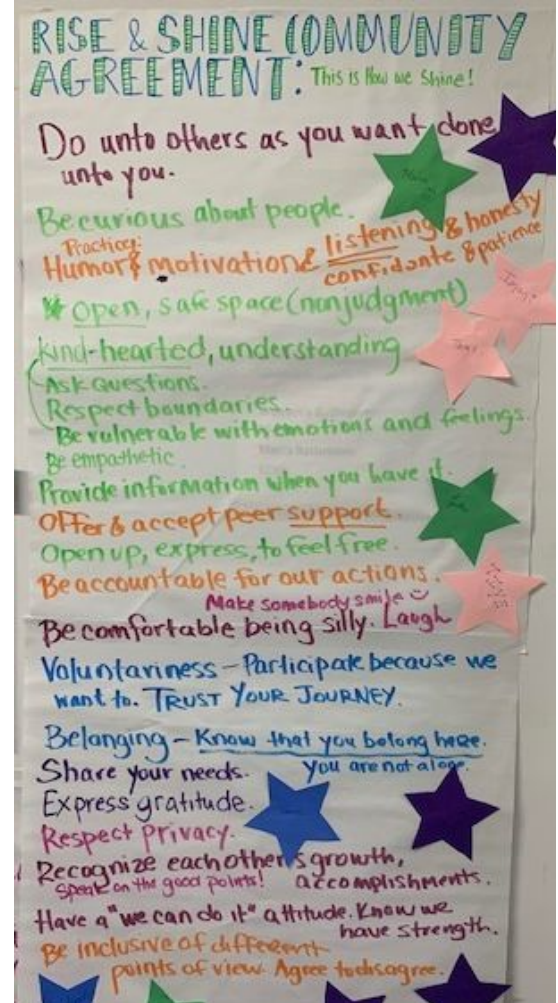 RISE & SHINE COMMUNITY
AGREEMENT: This is How we Shine!
Do unto others as you want done
unto you.
Be curious about people.
Practice:
Humor & motivation & listening & honesty
confidante & patience
Open, safe space (nonjudgment)
Kind-hearted, understanding
Ask questions.
Respect boundaries.
Be vulnerable with emotions and feelings.
Be empathetic.
Provide information when you have it.
Offer & accept peer support.
Open up, express, to feel free.
Be accountable for our actions.
Make somebody smile
Be comfortable being silly. Laugh
Voluntariness - Participate because we
want to. TRUST YOUR JOURNEY.
Belonging - Know that you belong here.
You are not alone.
Share your needs.
Express gratitude.
Respect privacy.
Recognize each other's growth,
Speak on the good points! accomplishments.
Have a "we can do it" attitude. Know we
have strength.
Be inclusive of different
points of view. Agree to disagree.